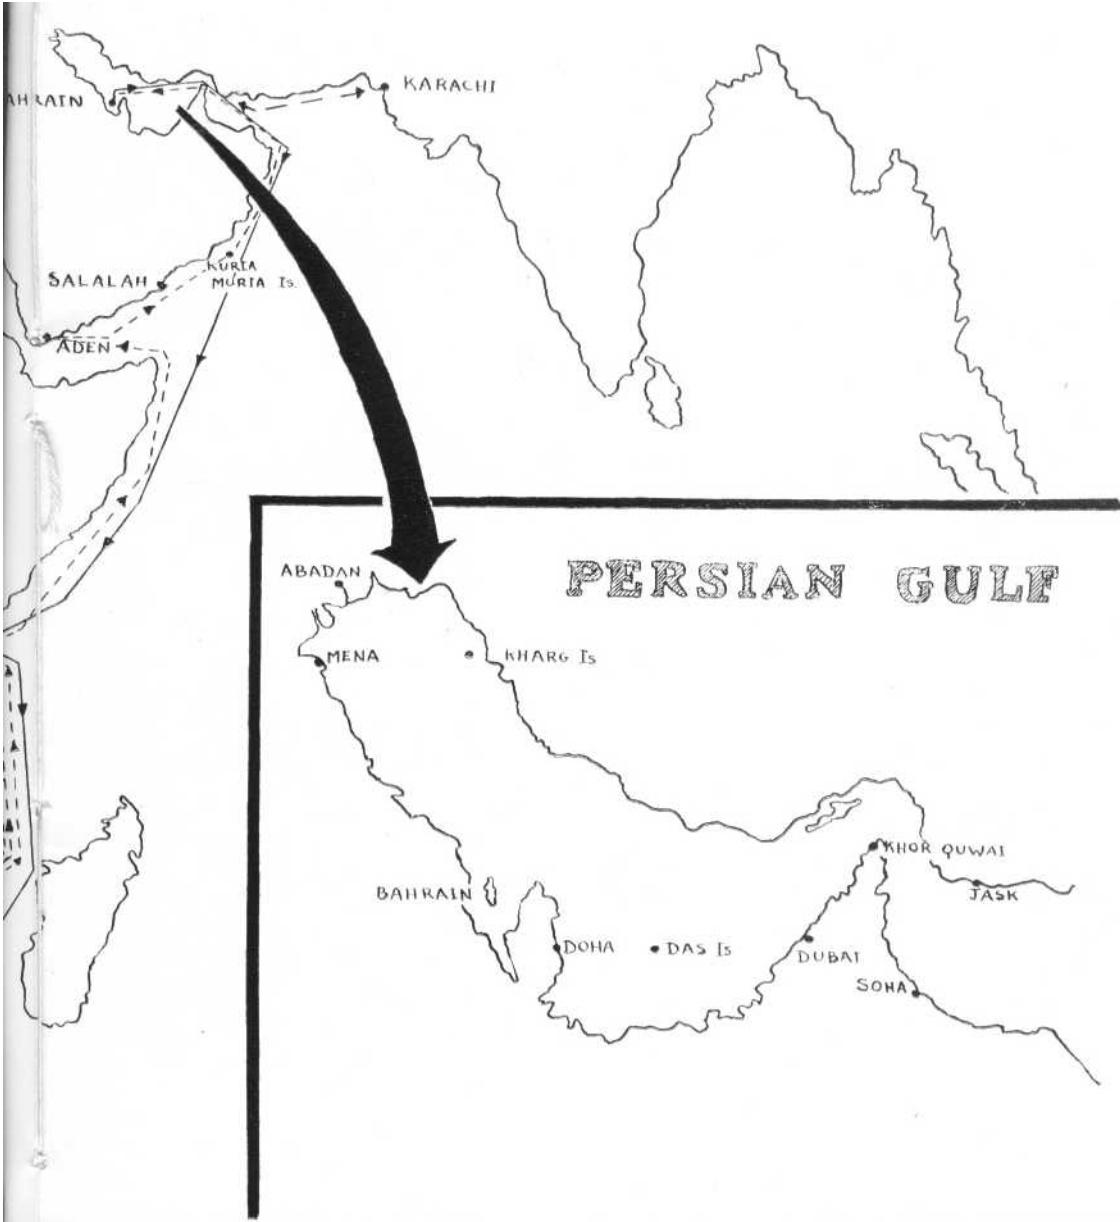 KARACHI
AHRAIN
KURIA
MURIA Is.
SALALAH
ADEN
PERSIAN GULF
ABADAN
MENA
KHARG Is
KHOR QUWAI
JASK
BAHRAIN
DOHA
DAS Is
DUBAI
SOHA